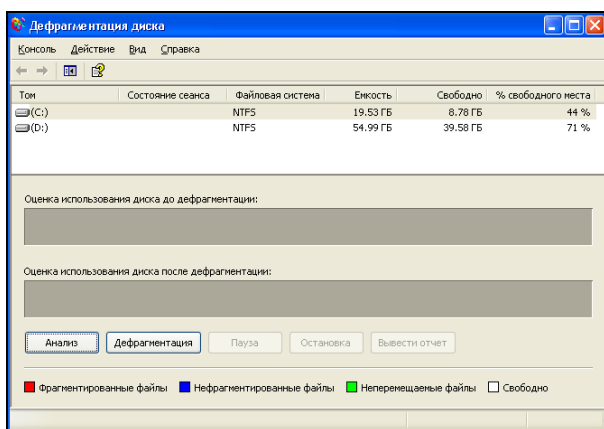 Дефрагментация диска
Консоль Действие Вид Справка
Том Состояние сеанса Файловая система Емкость Свободно % свободного места
(C:) NTFS 19.53 ГБ 8.78 ГБ 44 %
(D:) NTFS 54.99 ГБ 39.58 ГБ 71 %
Оценка использования диска до дефрагментации:
Оценка использования диска после дефрагментации:
Анализ Дефрагментация Пауза Остановка Вывести отчет
Фрагментированные файлы Нефрагментированные файлы Неперемещаемые файлы Свободно